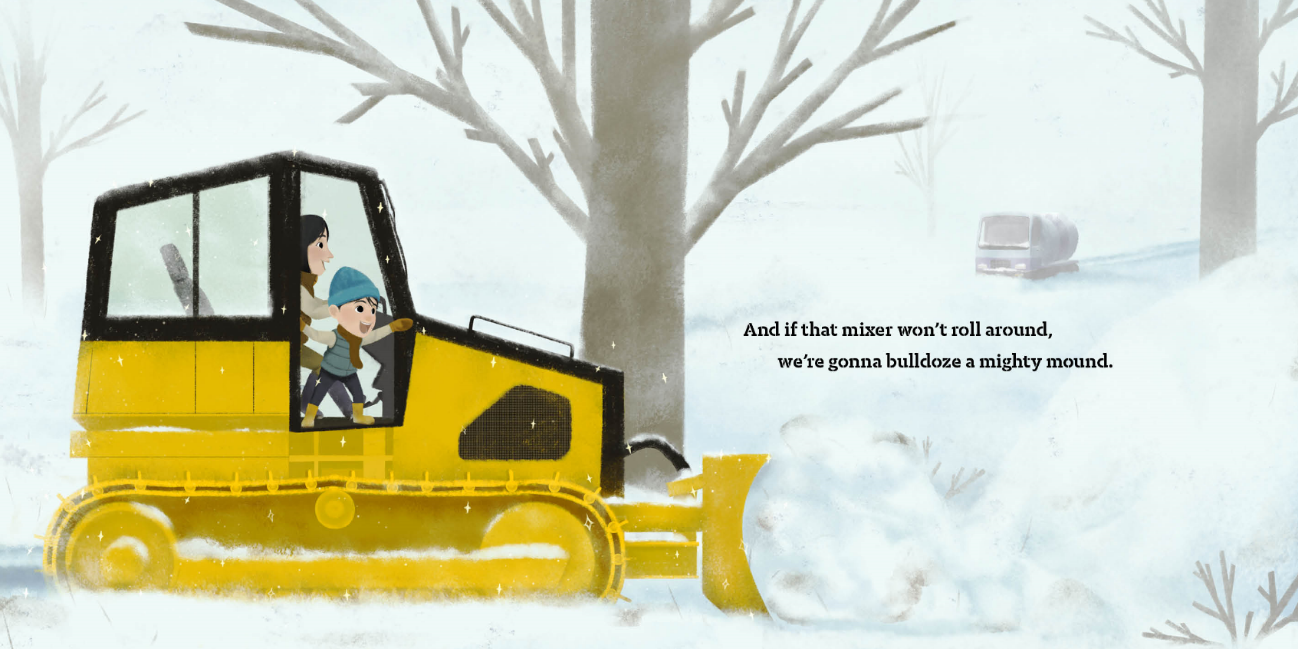 And if that mixer won’t roll around,
we’re gonna bulldoze a mighty mound.